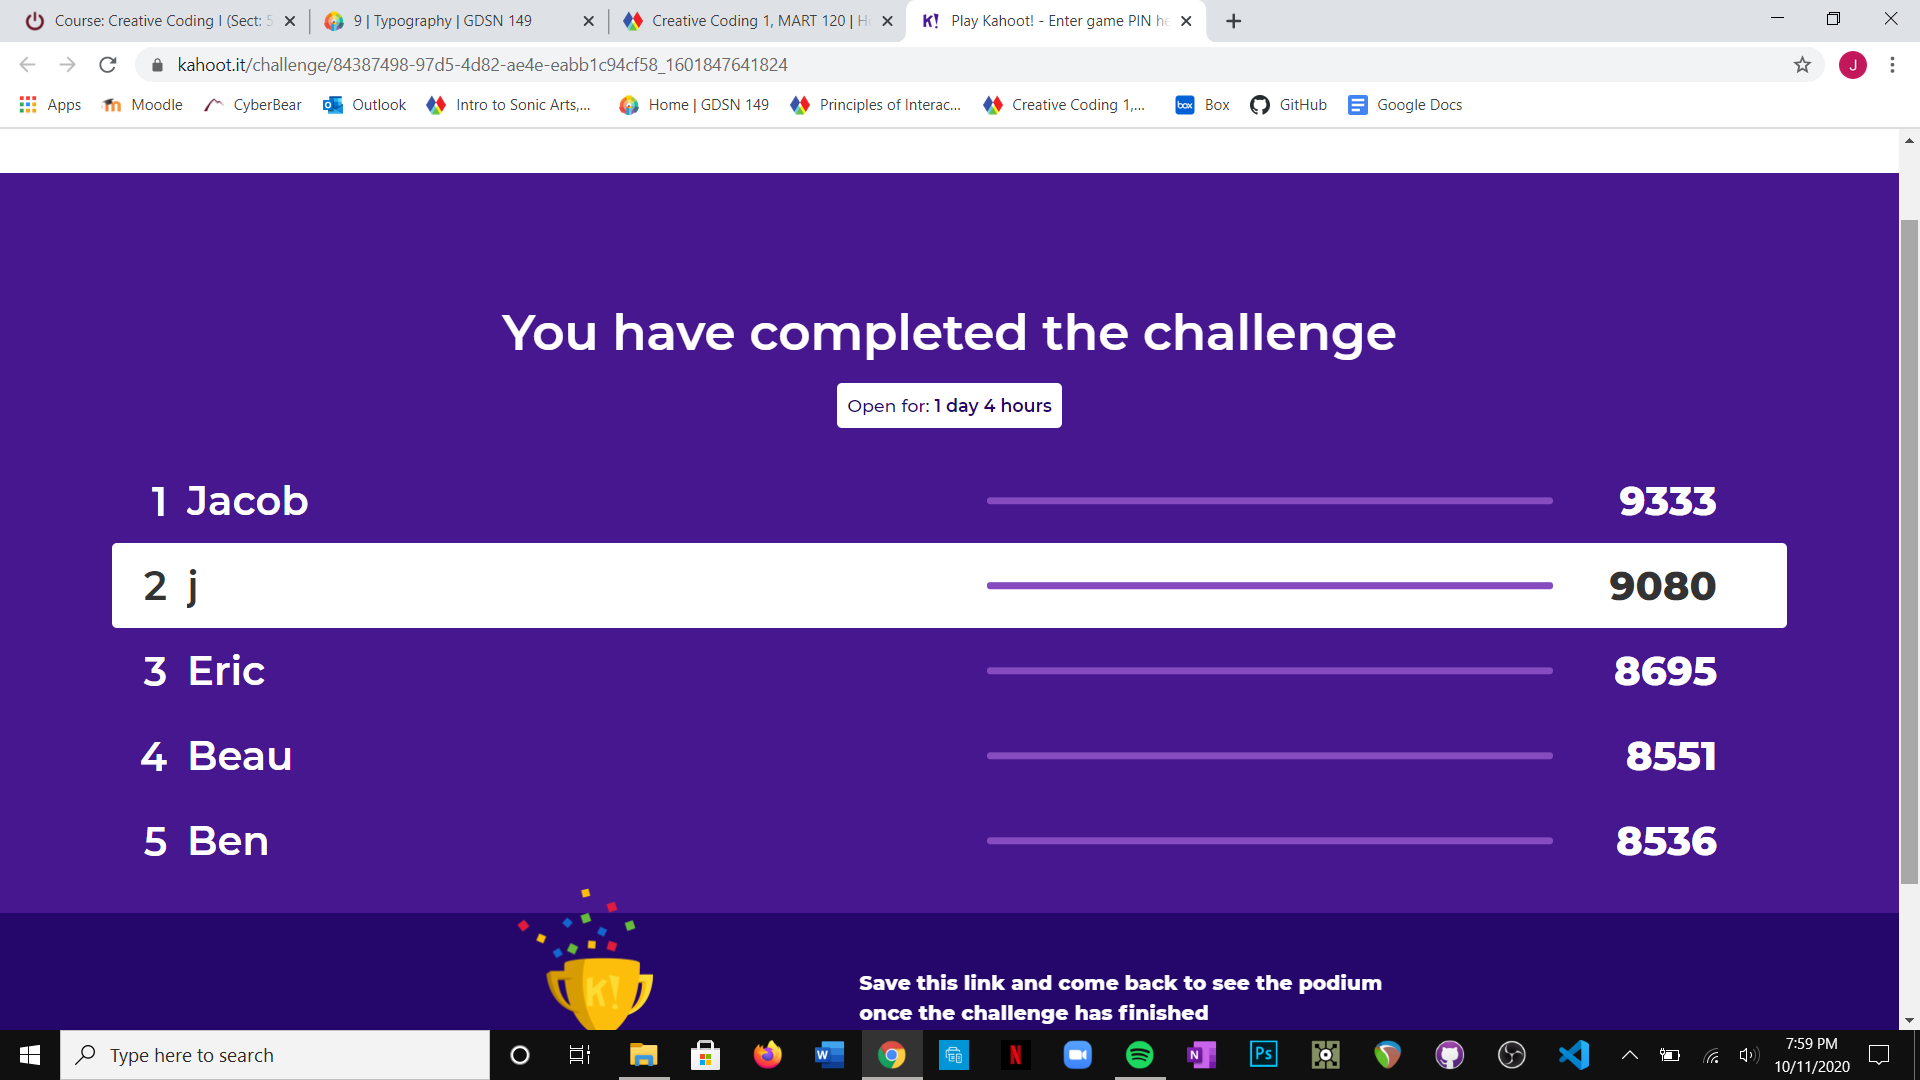 Course: Creative Coding I (Sect: 5
9 | Typography | GDSN 149
Creative Coding 1, MART 120 | Ho
K! Play Kahoot! - Enter game PIN he
kahoot.it/challenge/84387498-97d5-4d82-ae4e-eabb1c94cf58_1601847641824
J
Apps
Moodle
CyberBear
Outlook
Intro to Sonic Arts,...
Home | GDSN 149
Principles of Interac...
Creative Coding 1,...
box Box
GitHub
Google Docs
You have completed the challenge
Open for: 1 day 4 hours
1 Jacob 9333
2 j 9080
3 Eric 8695
4 Beau 8551
5 Ben 8536
K!
Save this link and come back to see the podium
once the challenge has finished
Type here to search
W
N
N
Ps
7:59 PM
10/11/2020